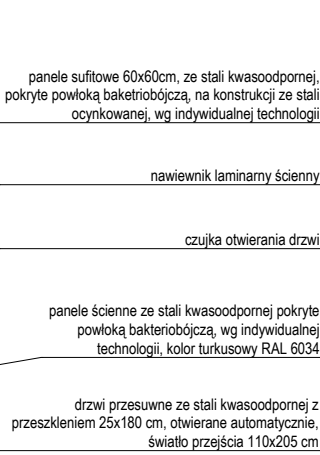 panele sufitowe 60x60cm, ze stali kwasoodpornej,
pokryte powłoką baketriobójczą, na konstrukcji ze stali
ocynkowanej, wg indywidualnej technologii
nawiewnik laminarny ścienny
czujka otwierania drzwi
panele ścienne ze stali kwasoodpornej pokryte
powłoką bakteriobójczą, wg indywidualnej
technologii, kolor turkusowy RAL 6034
drzwi przesuwne ze stali kwasoodpornej z
przeszkleniem 25x180 cm, otwierane automatycznie,
światło przejścia 110x205 cm